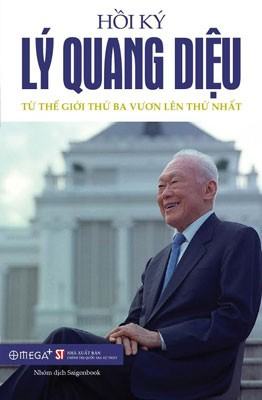 HỒI KÝ
LÝ QUANG DIỆU
TỪ THẾ GIỚI THỨ BA VƯƠN LÊN THỨ NHẤT
OMEGA+
ST
NHÀ XUẤT BẢN
CHÍNH TRỊ QUỐC GIA SỰ THẬT
Nhóm dịch Saigonbook